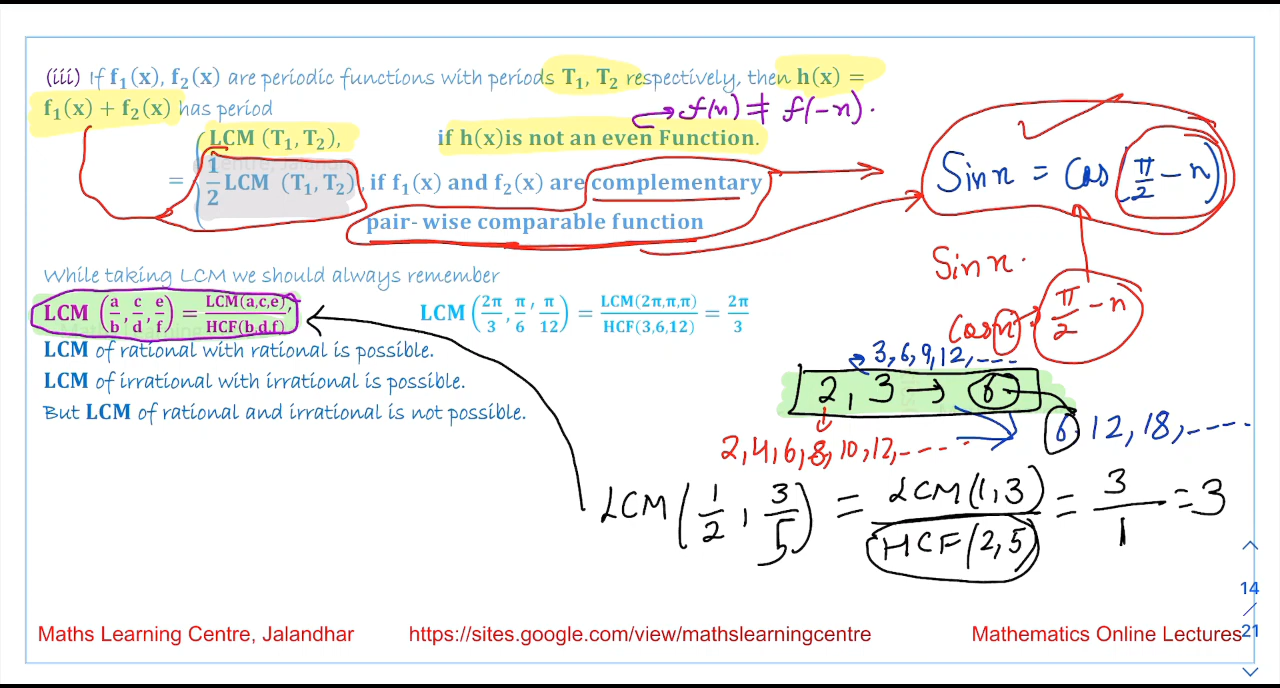 (iii) If f₁(x), f₂(x) are periodic functions with periods T₁, T₂ respectively, then h(x) =
f₁(x) + f₂(x) has period
→ f(x) ≠ f(-x).
LCM (T₁, T₂), if h(x)is not an even Function.
= 1/2 LCM (T₁, T₂), if f₁(x) and f₂(x) are complementary
pair- wise comparable function
Sin x = cos (π/2 - x)
Sin x.
cos x → π/2 - x
While taking LCM we should always remember
LCM (a/b, c/d, e/f) = LCM(a,c,e)/HCF(b,d,f),
LCM (2π/3, π/6, π/12) = LCM(2π,π,π)/HCF(3,6,12) = 2π/3
LCM of rational with rational is possible.
LCM of irrational with irrational is possible.
But LCM of rational and irrational is not possible.
3, 6, 9, 12, ----
2, 3 → 6
6, 12, 18, ----
2, 4, 6, 8, 10, 12, ----
LCM (1/2, 3/5) = LCM(1,3)/HCF(2,5) = 3/1 = 3
14
/
21
Maths Learning Centre, Jalandhar https://sites.google.com/view/mathslearningcentre Mathematics Online Lectures